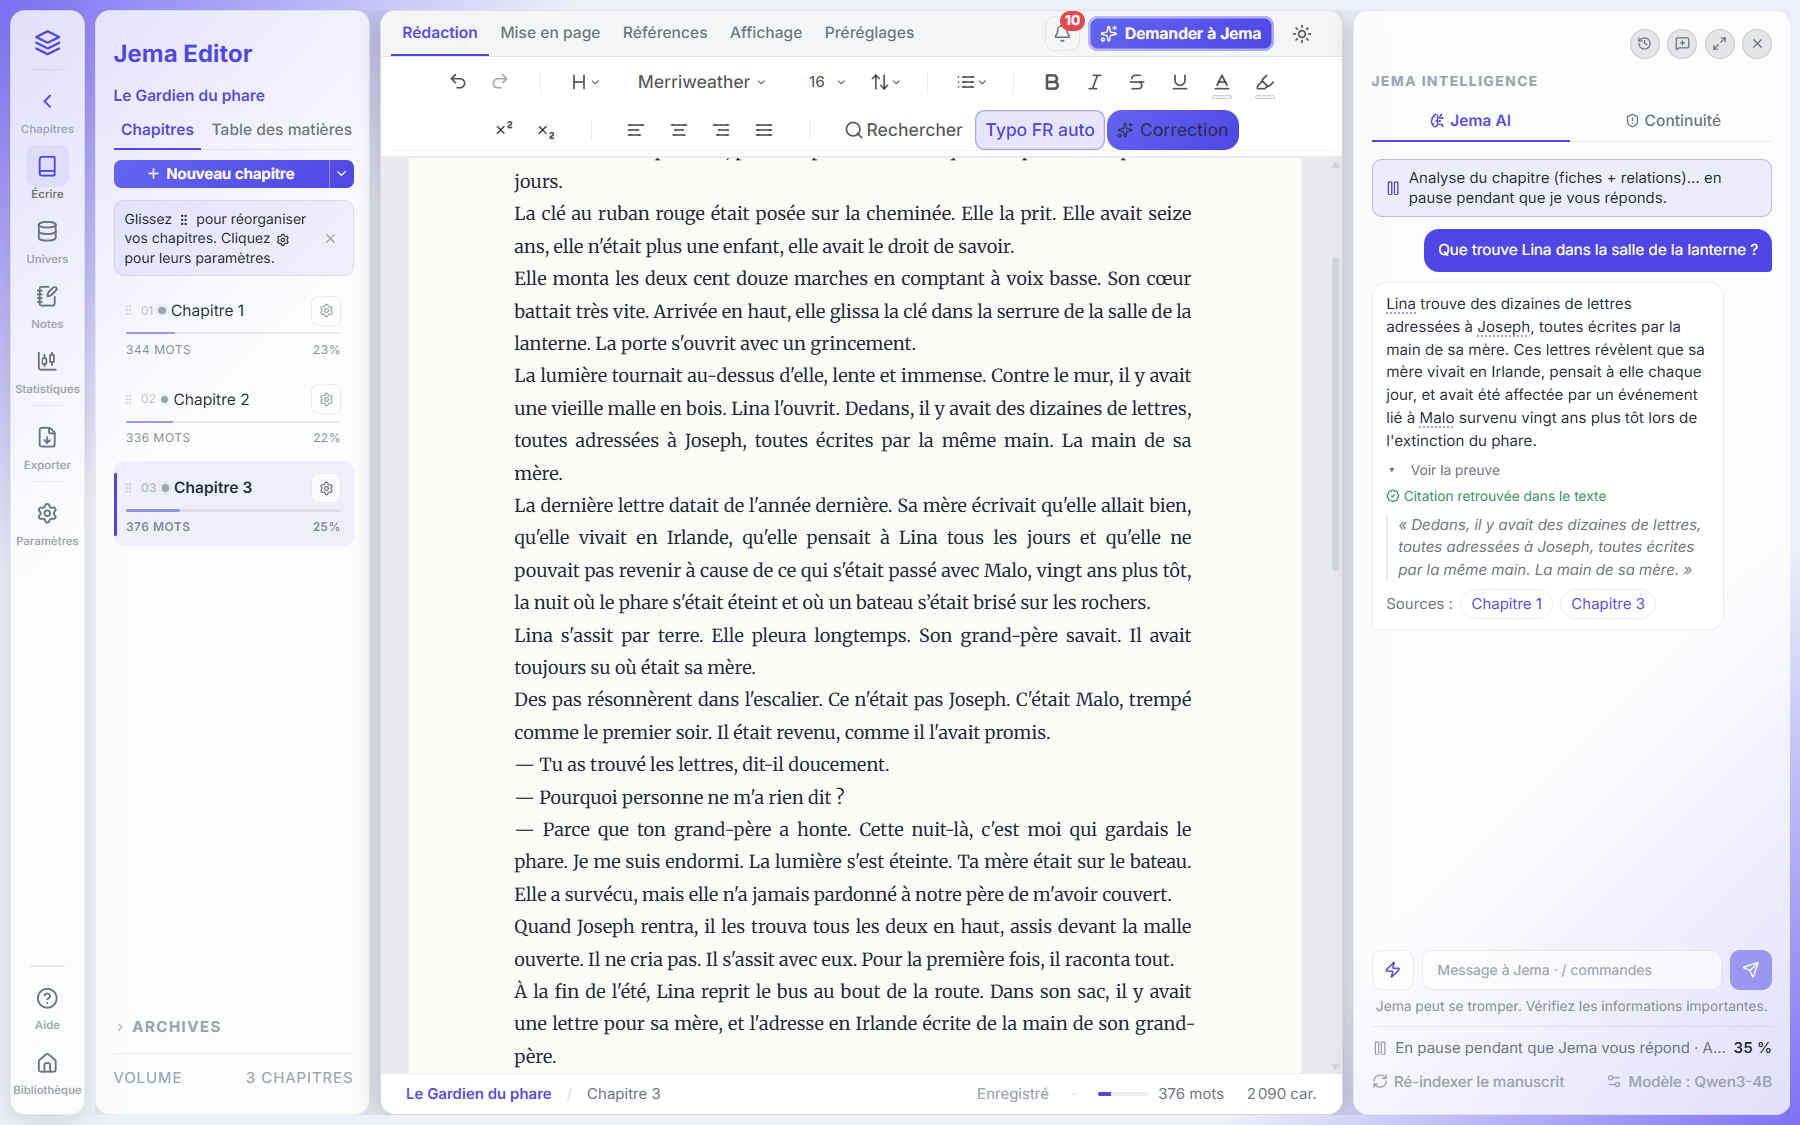 Chapitres
Écrire
Univers
Notes
Statistiques
Exporter
Paramètres
Aide
Bibliothèque
Jema Editor
Le Gardien du phare
Chapitres
Table des matières
+ Nouveau chapitre
Glissez ⠿ pour réorganiser
vos chapitres. Cliquez
pour leurs paramètres.
01 Chapitre 1
344 MOTS 23%
02 Chapitre 2
336 MOTS 22%
03 Chapitre 3
376 MOTS 25%
ARCHIVES
VOLUME 3 CHAPITRES
Rédaction Mise en page Références Affichage Préréglages
10
Demander à Jema
H Merriweather 16 B I S U A
x² x₂ Rechercher Typo FR auto Correction
jours.
La clé au ruban rouge était posée sur la cheminée. Elle la prit. Elle avait seize
ans, elle n'était plus une enfant, elle avait le droit de savoir.
Elle monta les deux cent douze marches en comptant à voix basse. Son cœur
battait très vite. Arrivée en haut, elle glissa la clé dans la serrure de la salle de la
lanterne. La porte s'ouvrit avec un grincement.
La lumière tournait au-dessus d'elle, lente et immense. Contre le mur, il y avait
une vieille malle en bois. Lina l'ouvrit. Dedans, il y avait des dizaines de lettres,
toutes adressées à Joseph, toutes écrites par la même main. La main de sa
mère.
La dernière lettre datait de l'année dernière. Sa mère écrivait qu'elle allait bien,
qu'elle vivait en Irlande, qu'elle pensait à Lina tous les jours et qu'elle ne
pouvait pas revenir à cause de ce qui s'était passé avec Malo, vingt ans plus tôt,
la nuit où le phare s'était éteint et où un bateau s’était brisé sur les rochers.
Lina s'assit par terre. Elle pleura longtemps. Son grand-père savait. Il avait
toujours su où était sa mère.
Des pas résonnèrent dans l'escalier. Ce n'était pas Joseph. C'était Malo, trempé
comme le premier soir. Il était revenu, comme il l'avait promis.
— Tu as trouvé les lettres, dit-il doucement.
— Pourquoi personne ne m'a rien dit ?
— Parce que ton grand-père a honte. Cette nuit-là, c'est moi qui gardais le
phare. Je me suis endormi. La lumière s'est éteinte. Ta mère était sur le bateau.
Elle a survécu, mais elle n'a jamais pardonné à notre père de m'avoir couvert.
Quand Joseph rentra, il les trouva tous les deux en haut, assis devant la malle
ouverte. Il ne cria pas. Il s'assit avec eux. Pour la première fois, il raconta tout.
À la fin de l'été, Lina reprit le bus au bout de la route. Dans son sac, il y avait
une lettre pour sa mère, et l'adresse en Irlande écrite de la main de son grand-
père.
Le Gardien du phare / Chapitre 3
Enregistré · 376 mots 2 090 car.
JEMA INTELLIGENCE
Jema AI
Continuité
Analyse du chapitre (fiches + relations)... en
pause pendant que je vous réponds.
Que trouve Lina dans la salle de la lanterne ?
Lina trouve des dizaines de lettres
adressées à Joseph, toutes écrites par la
main de sa mère. Ces lettres révèlent que sa
mère vivait en Irlande, pensait à elle chaque
jour, et avait été affectée par un événement
lié à Malo survenu vingt ans plus tôt lors de
l'extinction du phare.
Voir la preuve
Citation retrouvée dans le texte
« Dedans, il y avait des dizaines de lettres,
toutes adressées à Joseph, toutes écrites
par la même main. La main de sa mère. »
Sources : Chapitre 1 Chapitre 3
Message à Jema · / commandes
Jema peut se tromper. Vérifiez les informations importantes.
En pause pendant que Jema vous répond · A... 35 %
Ré-indexer le manuscrit
Modèle : Qwen3-4B